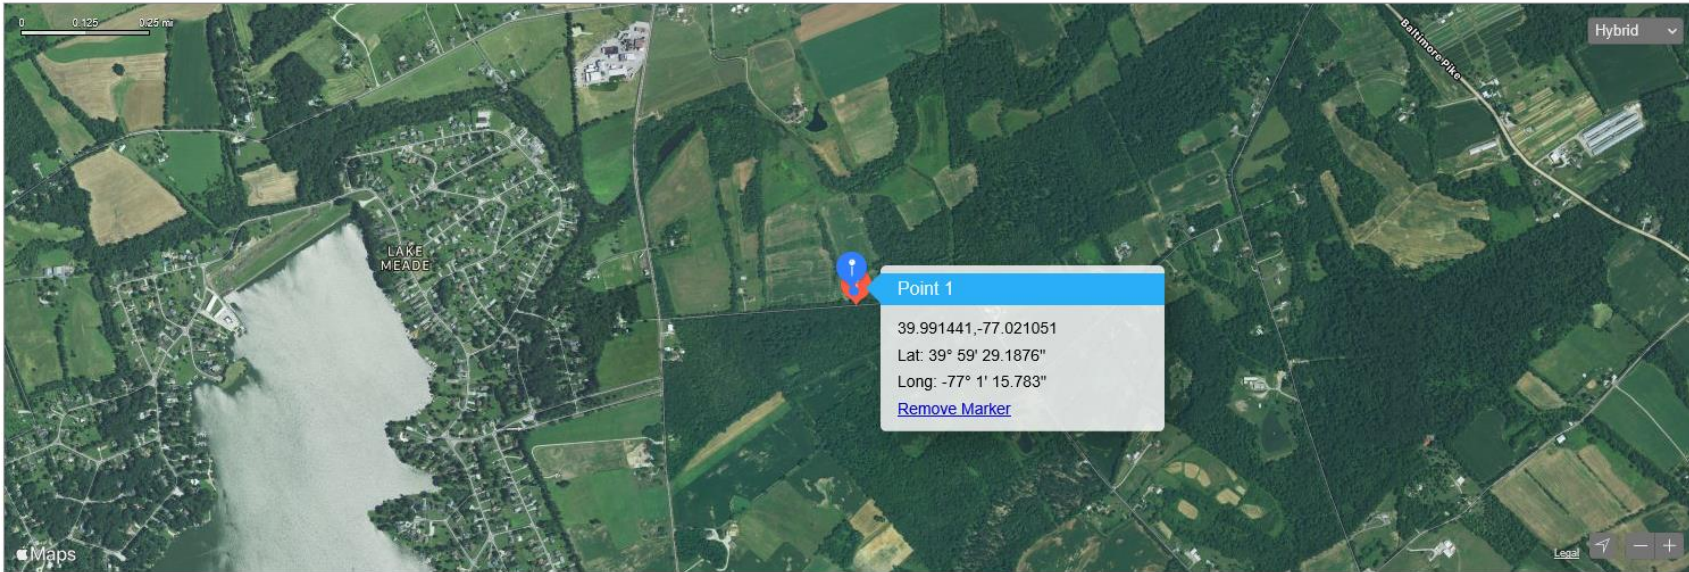 0 0.125 0.25 mi
Hybrid
Baltimore Pike
LAKE
MEADE
Point 1
39.991441,-77.021051
Lat: 39° 59' 29.1876"
Long: -77° 1' 15.783"
Remove Marker
Maps
Legal